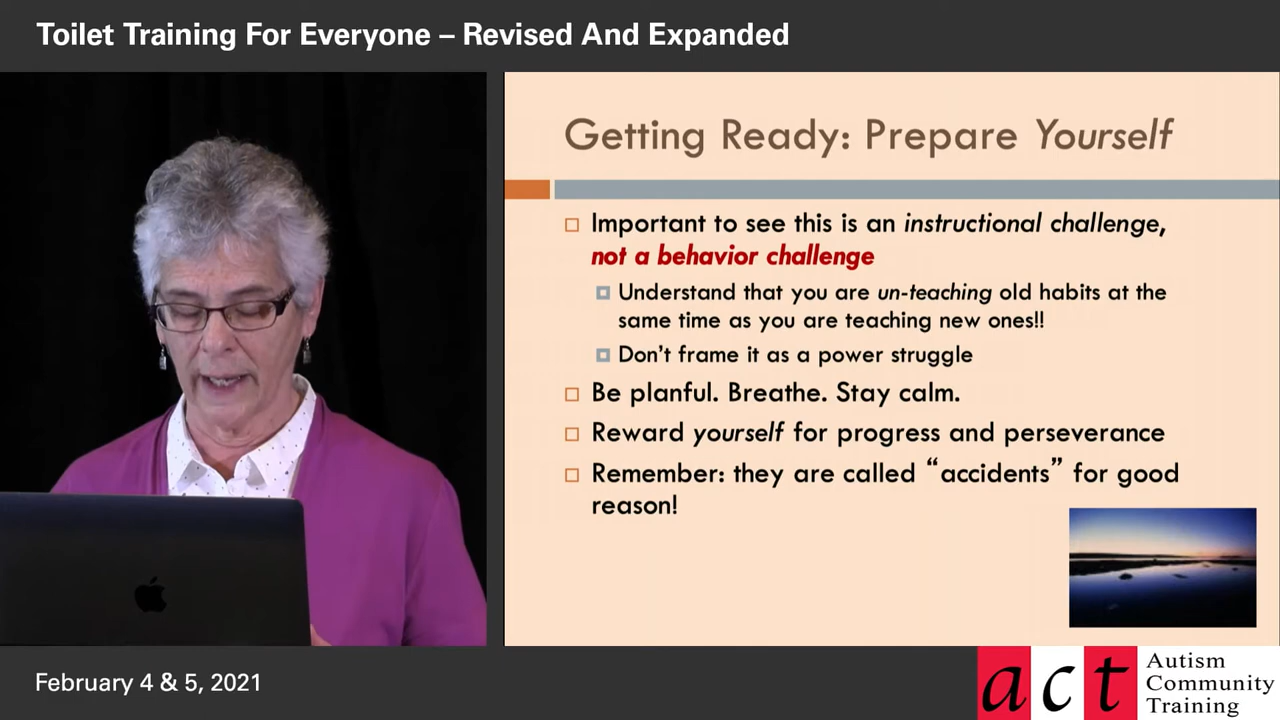 Toilet Training For Everyone – Revised And Expanded
Getting Ready: Prepare Yourself
Important to see this is an instructional challenge,
not a behavior challenge
Understand that you are un-teaching old habits at the
same time as you are teaching new ones!!
Don't frame it as a power struggle
Be planful. Breathe. Stay calm.
Reward yourself for progress and perseverance
Remember: they are called “accidents” for good
reason!
February 4 & 5, 2021
act
Autism
Community
Training